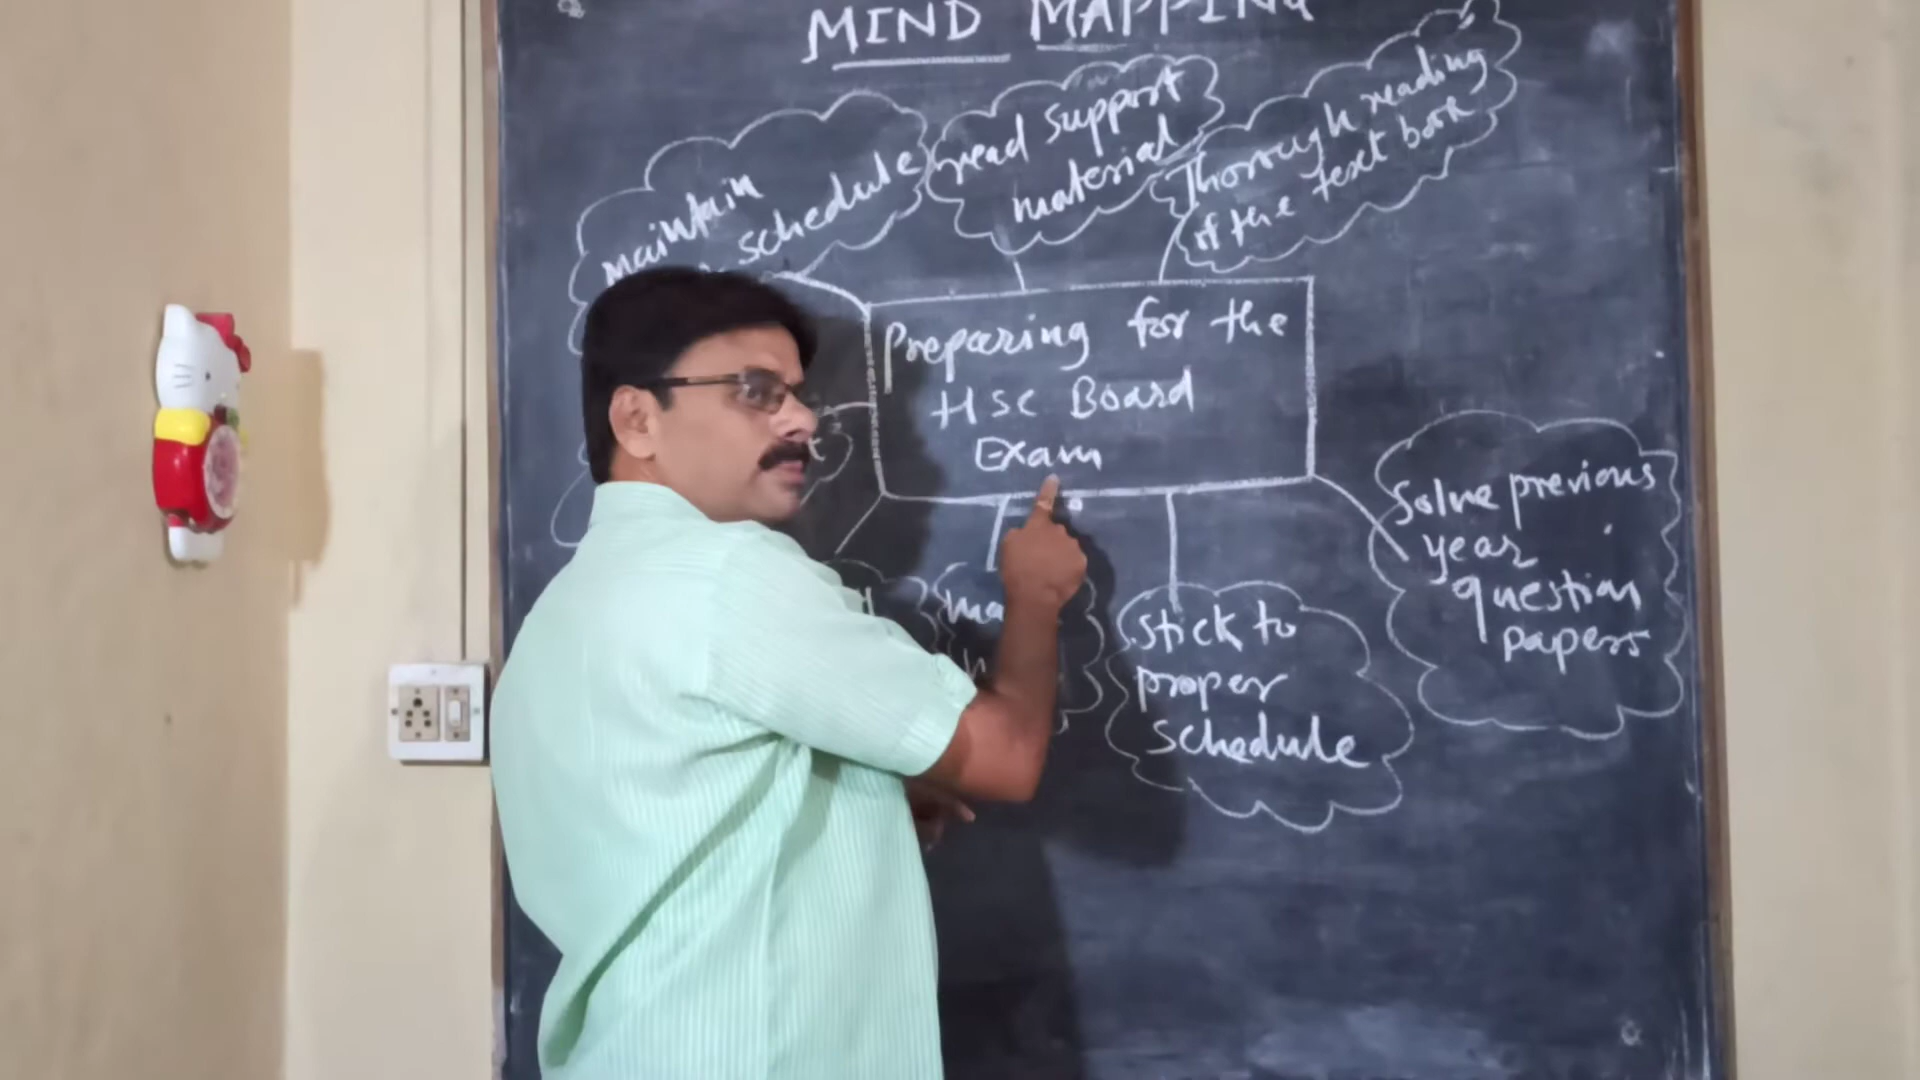 MIND MAPPING
maintain
schedule
read support
material
Thorough reading
of the text book
Preparing for the
HSC Board
Exam
Solve previous
year
question
papers
stick to
proper
schedule